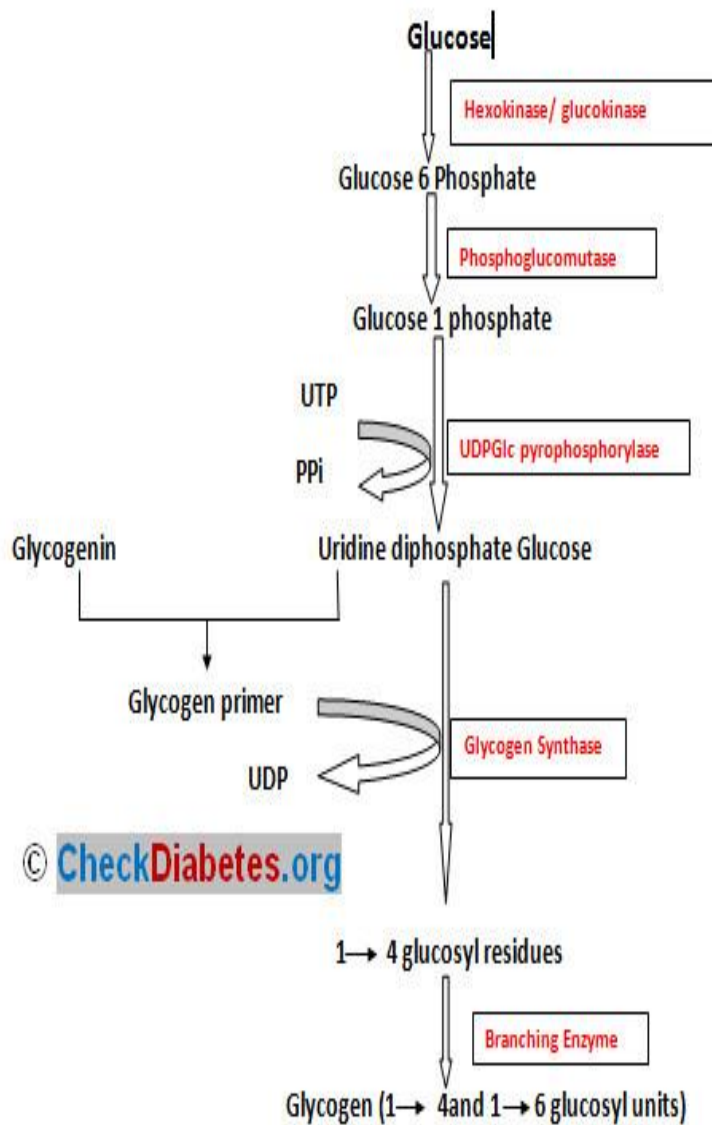 Glucose
Hexokinase/ glucokinase
Glucose 6 Phosphate
Phosphoglucomutase
Glucose 1 phosphate
UTP
UDPGlc pyrophosphorylase
PPi
Glycogenin
Uridine diphosphate Glucose
Glycogen primer
Glycogen Synthase
UDP
© CheckDiabetes.org
1→ 4 glucosyl residues
Branching Enzyme
Glycogen (1→ 4and 1→6 glucosyl units)